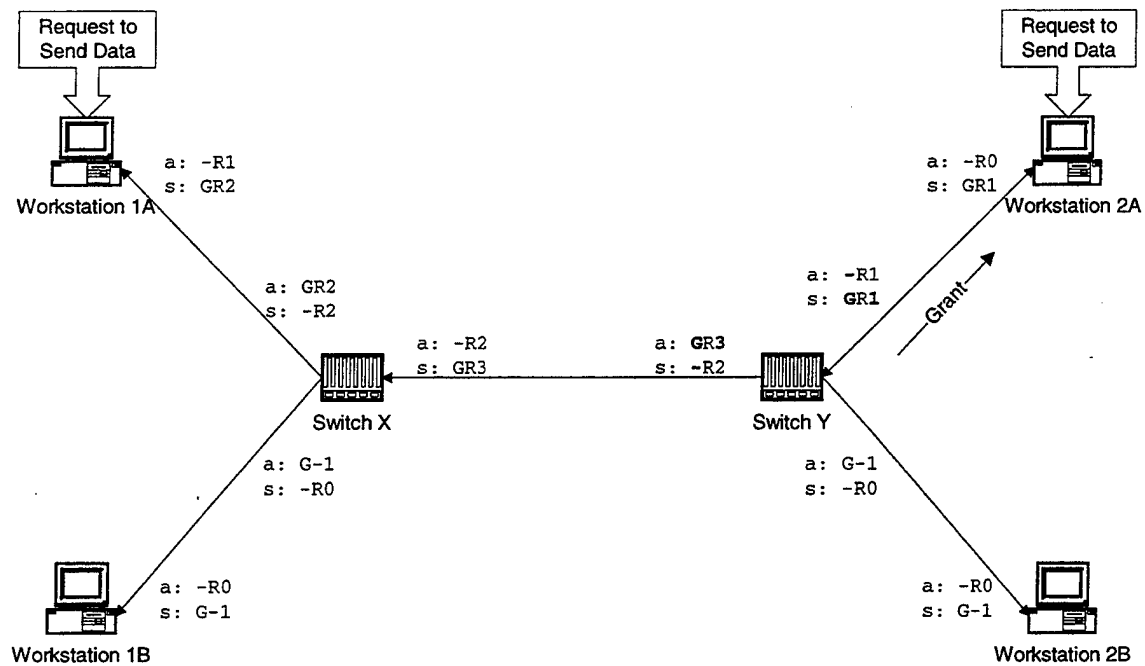 Request to
Send Data
Request to
Send Data
a: -R1
s: GR2
Workstation 1A
a: -R0
s: GR1
Workstation 2A
a: GR2
s: -R2
a: -R1
s: GR1
Grant
a: -R2
s: GR3
a: GR3
s: -R2
Switch X
Switch Y
a: G-1
s: -R0
a: G-1
s: -R0
a: -R0
s: G-1
Workstation 1B
a: -R0
s: G-1
Workstation 2B